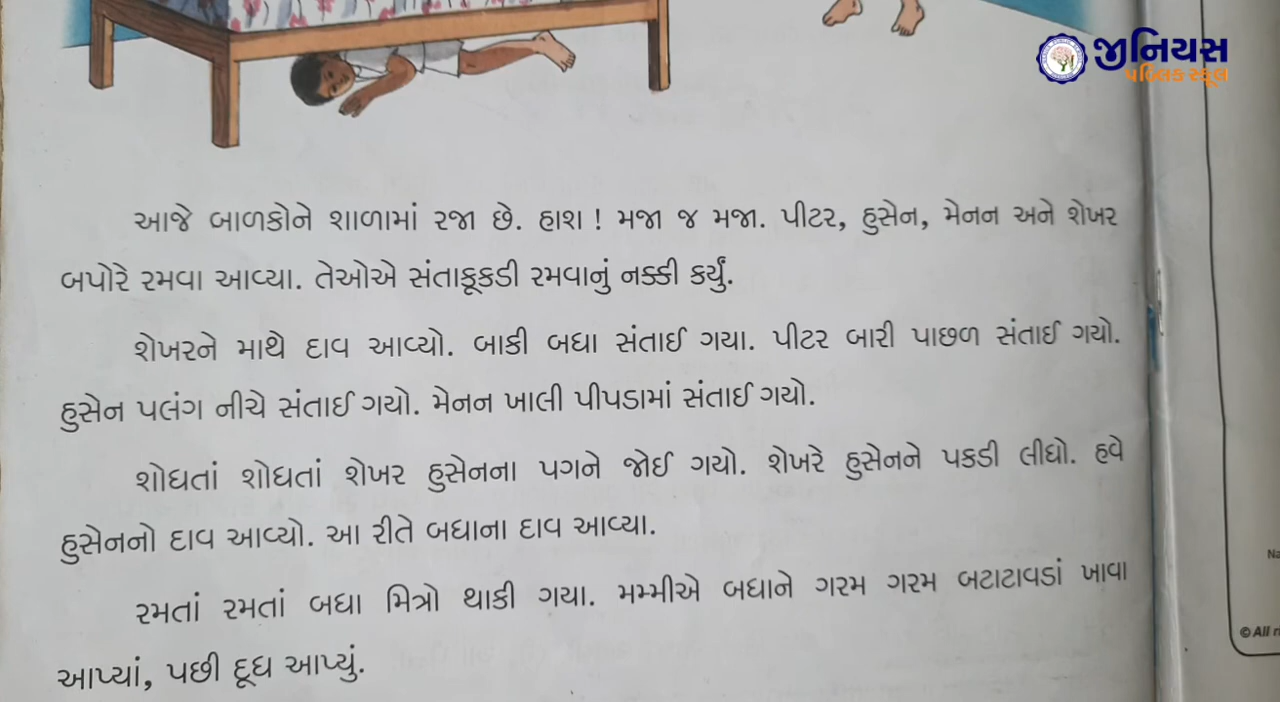 જીનિયસ
પબ્લિક સ્કૂલ
આજે બાળકોને શાળામાં રજા છે. હાશ ! મજા જ મજા. પીટર, હુસેન, મેનન અને શેખર
બપોરે રમવા આવ્યા. તેઓએ સંતાકૂકડી રમવાનું નક્કી કર્યું.
શેખરને માથે દાવ આવ્યો. બાકી બધા સંતાઈ ગયા. પીટર બારી પાછળ સંતાઈ ગયો.
હુસેન પલંગ નીચે સંતાઈ ગયો. મેનન ખાલી પીપડામાં સંતાઈ ગયો.
શોધતાં શોધતાં શેખર હુસેનના પગને જોઈ ગયો. શેખરે હુસેનને પકડી લીધો. હવે
હુસેનનો દાવ આવ્યો. આ રીતે બધાના દાવ આવ્યા.
રમતાં રમતાં બધા મિત્રો થાકી ગયા. મમ્મીએ બધાને ગરમ ગરમ બટાટાવડાં ખાવા
આપ્યાં, પછી દૂધ આપ્યું.
Na
© All r